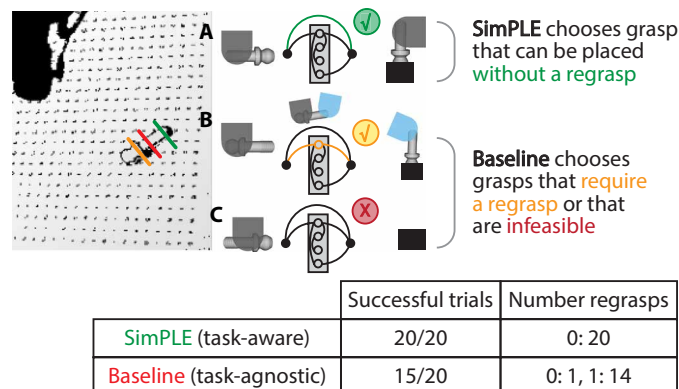 A
SimPLE chooses grasp
that can be placed
without a regrasp
√
B
√
Baseline chooses
grasps that require
a regrasp or that
are infeasible
C
X
Successful trials Number regrasps
SimPLE (task-aware) 20/20 0: 20
Baseline (task-agnostic) 15/20 0: 1, 1: 14